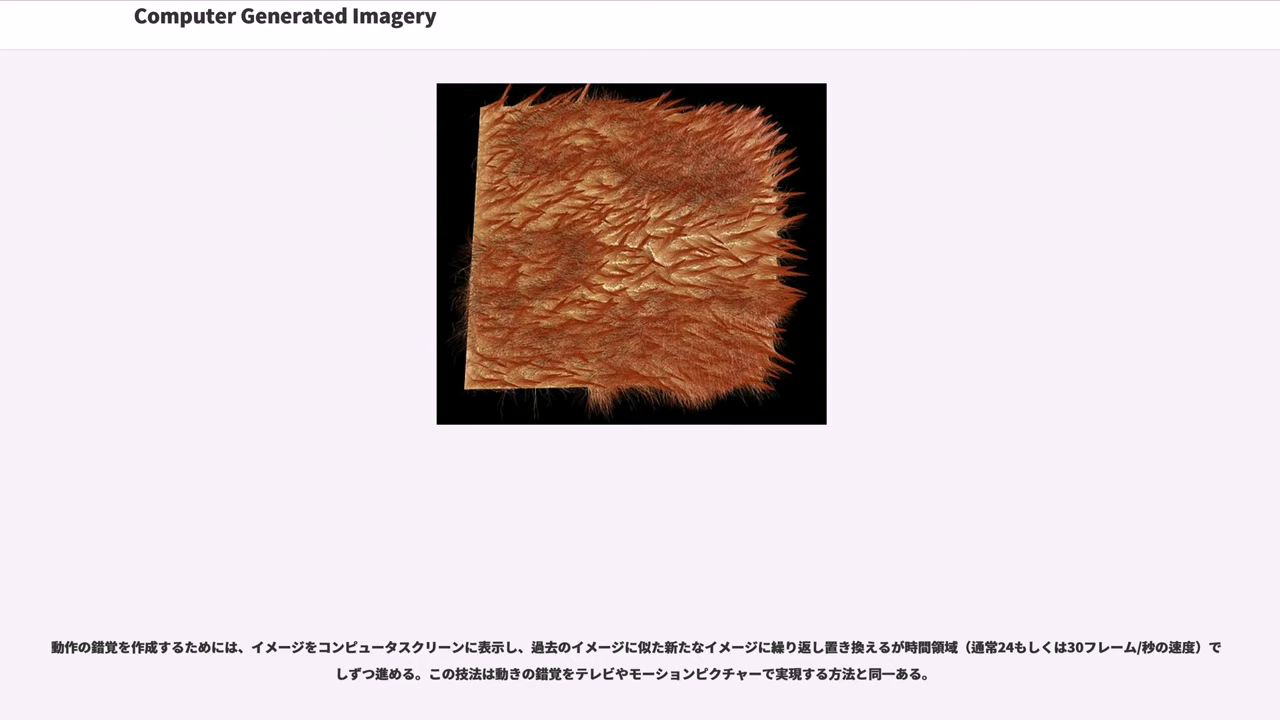 Computer Generated Imagery
動作の錯覚を作成するためには、イメージをコンピュータスクリーンに表示し、過去のイメージに似た新たなイメージに繰り返し置き換えるが時間領域（通常24もしくは30フレーム/秒の速度）で
しずつ進める。この技法は動きの錯覚をテレビやモーションピクチャーで実現する方法と同一ある。